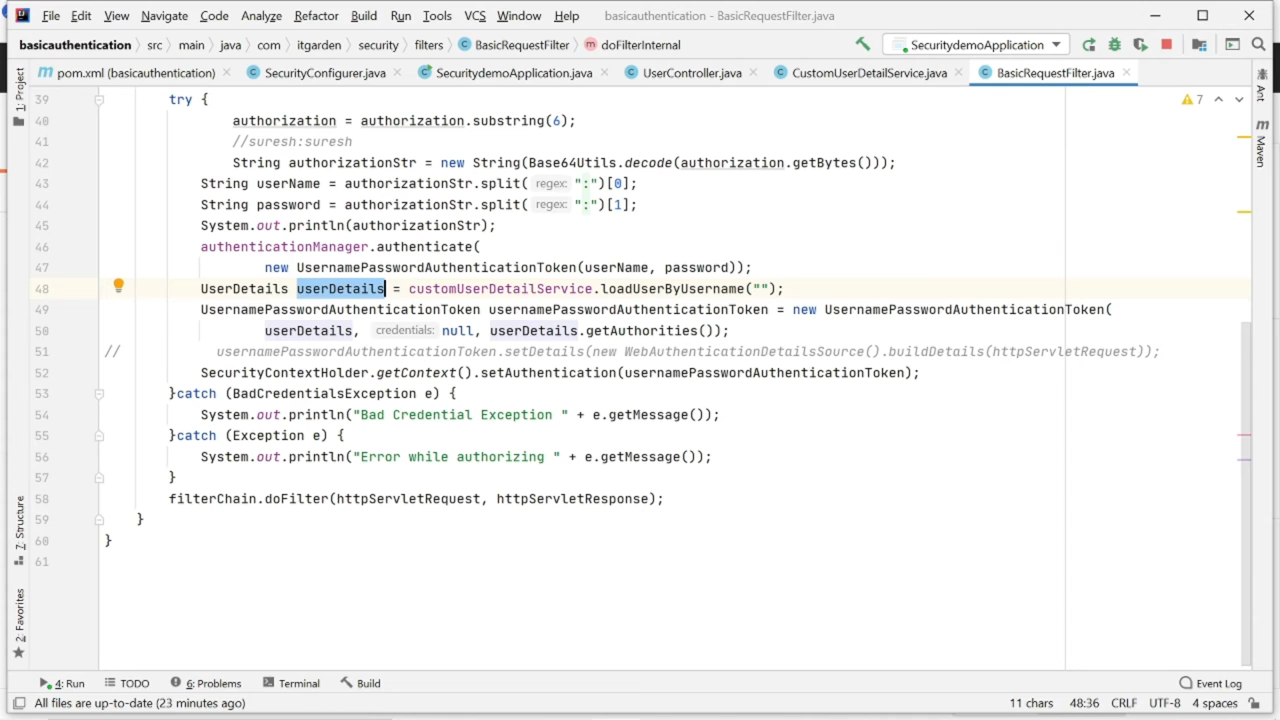 File Edit View Navigate Code Analyze Refactor Build Run Tools VCS Window Help basicauthentication - BasicRequestFilter.java
basicauthentication src main java com itgarden security filters BasicRequestFilter doFilterInternal SecuritydemoApplication
pom.xml (basicauthentication) SecurityConfigurer.java SecuritydemoApplication.java UserController.java CustomUserDetailService.java BasicRequestFilter.java
1: Project
Ant
Maven
7
39 try {
40 authorization = authorization.substring(6);
41 //suresh:suresh
42 String authorizationStr = new String(Base64Utils.decode(authorization.getBytes()));
43 String userName = authorizationStr.split( regex: ":")[0];
44 String password = authorizationStr.split( regex: ":")[1];
45 System.out.println(authorizationStr);
46 authenticationManager.authenticate(
47 new UsernamePasswordAuthenticationToken(userName, password));
48 UserDetails userDetails = customUserDetailService.loadUserByUsername("");
49 UsernamePasswordAuthenticationToken usernamePasswordAuthenticationToken = new UsernamePasswordAuthenticationToken(
50 userDetails, credentials: null, userDetails.getAuthorities());
51 // usernamePasswordAuthenticationToken.setDetails(new WebAuthenticationDetailsSource().buildDetails(httpServletRequest));
52 SecurityContextHolder.getContext().setAuthentication(usernamePasswordAuthenticationToken);
53 }catch (BadCredentialsException e) {
54 System.out.println("Bad Credential Exception " + e.getMessage());
55 }catch (Exception e) {
56 System.out.println("Error while authorizing " + e.getMessage());
57 }
58 filterChain.doFilter(httpServletRequest, httpServletResponse);
59 }
60 }
61
7: Structure
2: Favorites
4: Run TODO 6: Problems Terminal Build Event Log
All files are up-to-date (23 minutes ago) 11 chars 48:36 CRLF UTF-8 4 spaces